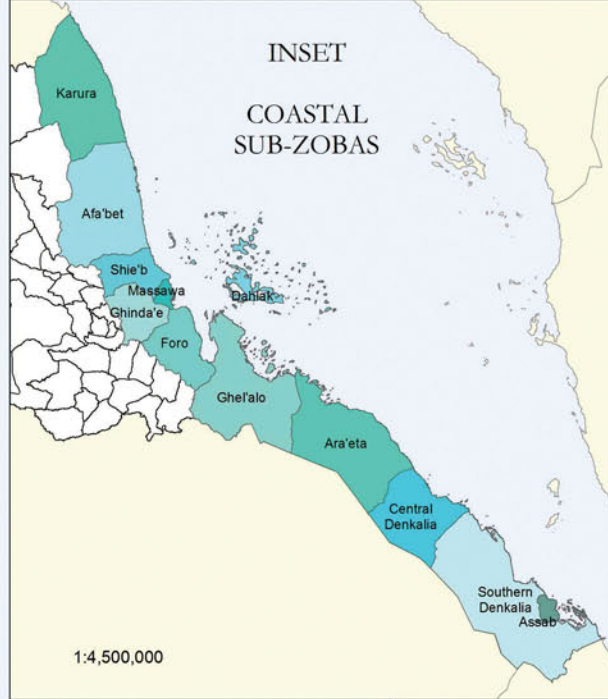 INSET
COASTAL
SUB-ZOBAS
Karura
Afa'bet
Shie'b
Massawa
Dahlak
Ghinda'e
Foro
Ghel'alo
Ara'eta
Central
Denkalia
Southern
Denkalia
Assab
1:4,500,000